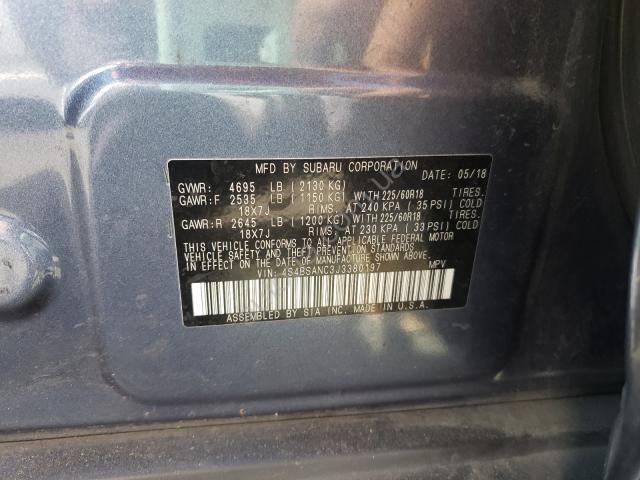 MFD BY SUBARU CORPORATION DATE: 05/18
GVWR: 4695 LB (2130 KG)
GAWR:F 2535 LB (1150 KG) WITH 225/60R18 TIRES.
18X7J RIMS, AT 240 KPA (35 PSI) COLD
GAWR:R 2645 LB (1200 KG) WITH 225/60R18 TIRES.
18X7J RIMS, AT 230 KPA (33 PSI) COLD
THIS VEHICLE CONFORMS TO ALL APPLICABLE FEDERAL MOTOR
VEHICLE SAFETY AND THEFT PREVENTION STANDARDS
IN EFFECT ON THE DATE OF MANUFACTURE SHOWN ABOVE.
VIN: 4S4BSANC3J3380197 MPV
ASSEMBLED BY SIA INC. MADE IN U.S.A.